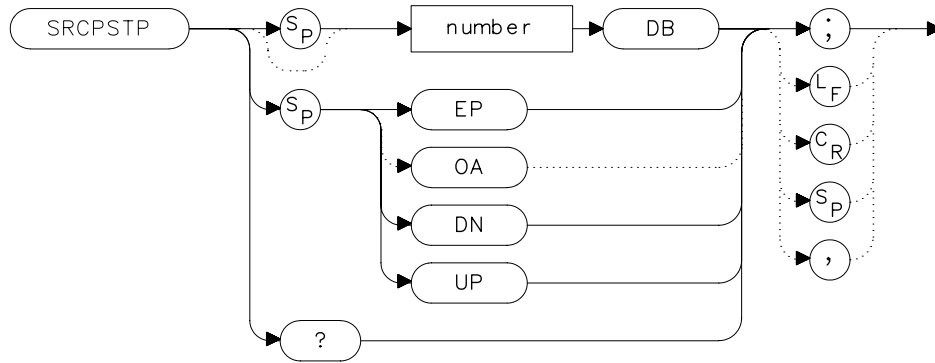 SRCPSTP SP number DB ;
LF
SP EP
OA CR
DN SP
UP ,
?